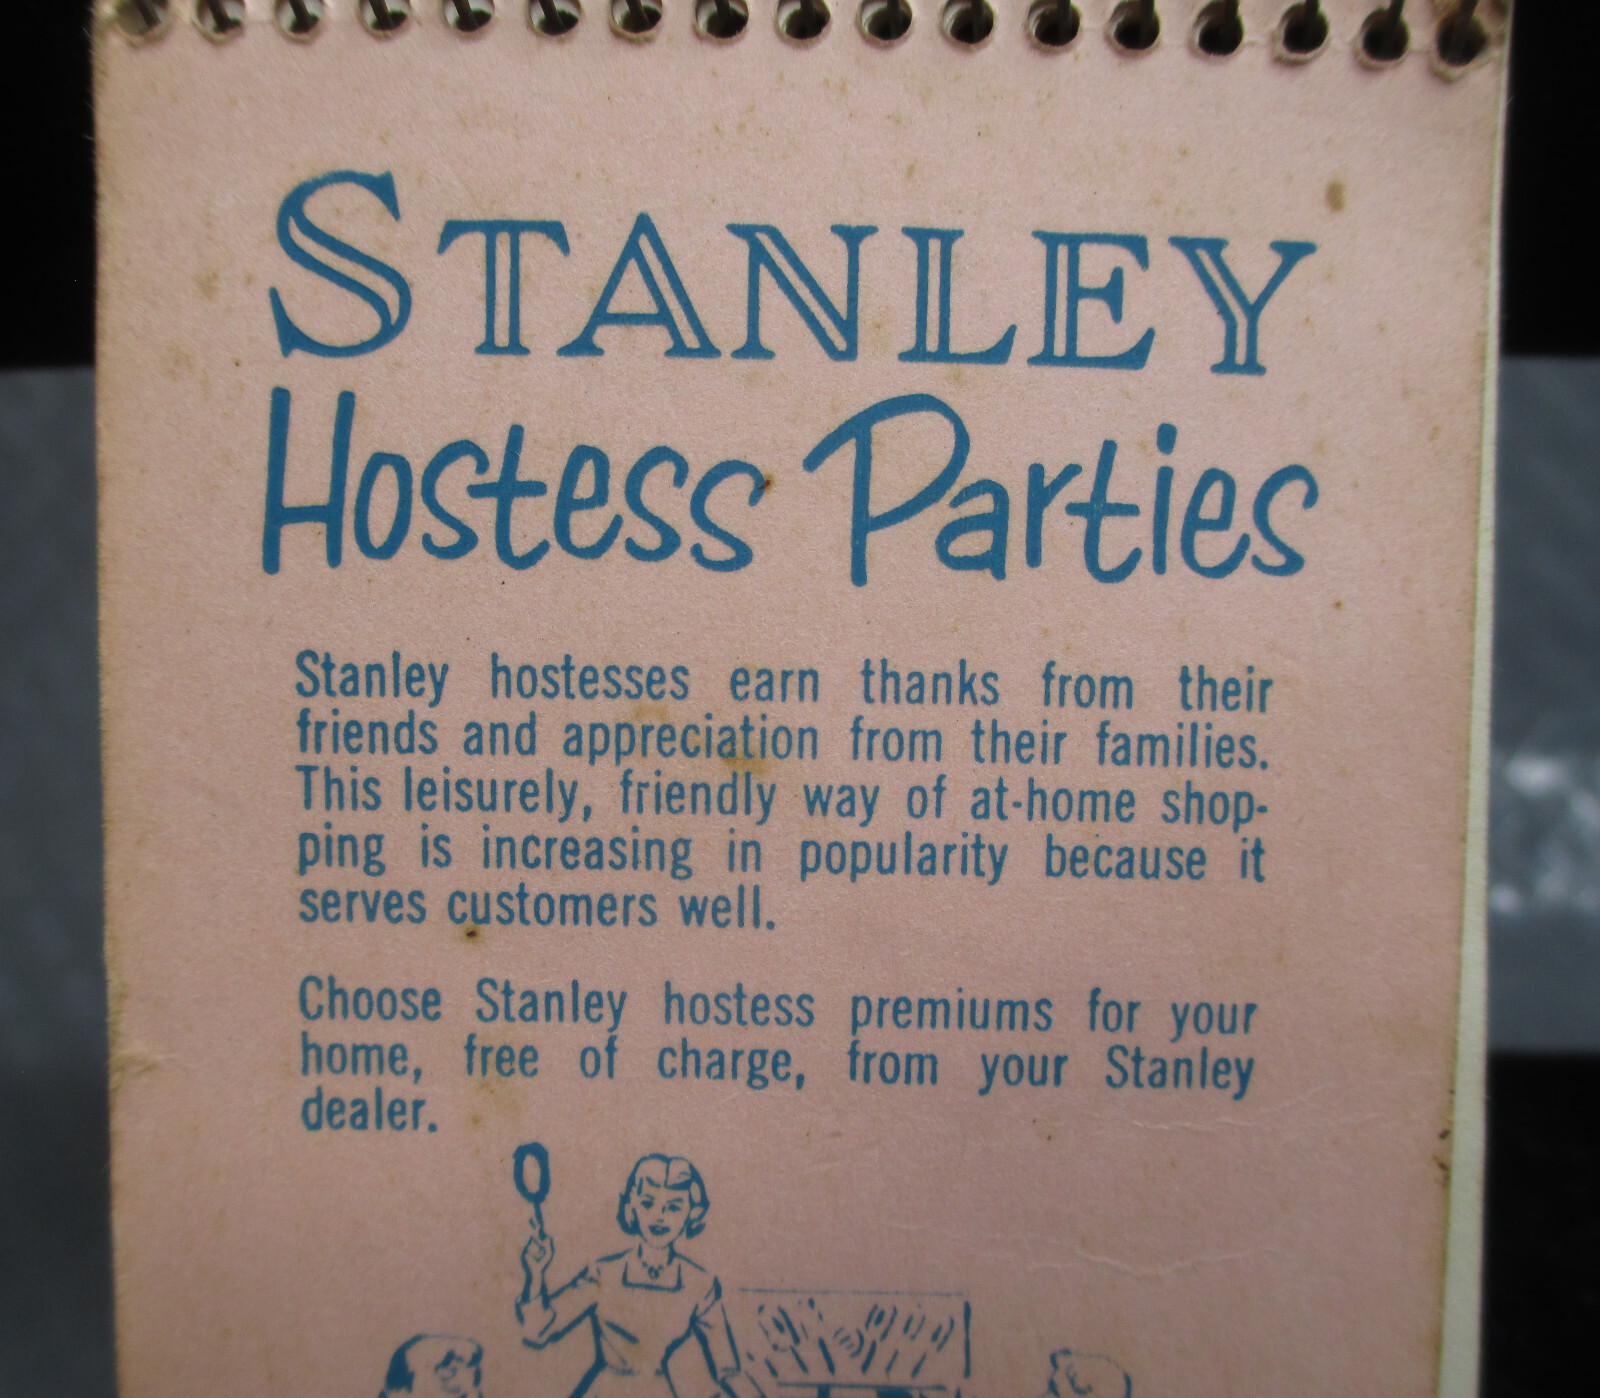 STANLEY
Hostess Parties
Stanley hostesses earn thanks from their
friends and appreciation from their families.
This leisurely, friendly way of at-home shop-
ping is increasing in popularity because it
serves customers well.
Choose Stanley hostess premiums for your
home, free of charge, from your Stanley
dealer.